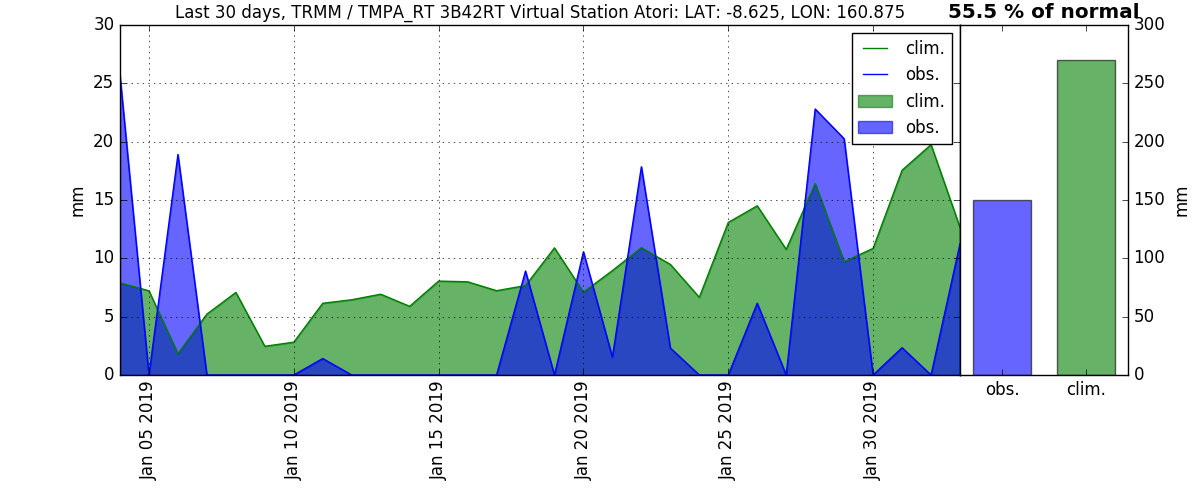 Last 30 days, TRMM / TMPA_RT 3B42RT Virtual Station Atori: LAT: -8.625, LON: 160.875
55.5 % of normal
30
25
20
15
10
5
0
mm
clim.
obs.
clim.
obs.
300
250
200
150
100
50
0
mm
obs.
clim.
Jan 05 2019
Jan 10 2019
Jan 15 2019
Jan 20 2019
Jan 25 2019
Jan 30 2019